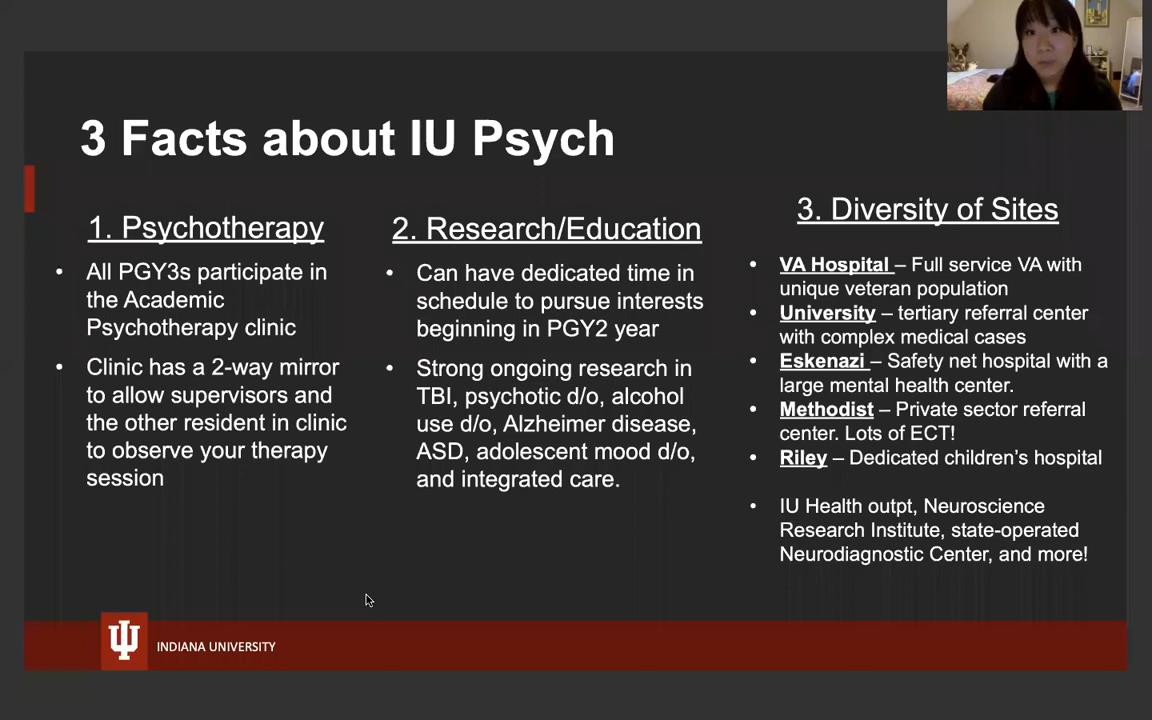 3 Facts about IU Psych
1. Psychotherapy
• All PGY3s participate in
the Academic
Psychotherapy clinic
• Clinic has a 2-way mirror
to allow supervisors and
the other resident in clinic
to observe your therapy
session
2. Research/Education
• Can have dedicated time in
schedule to pursue interests
beginning in PGY2 year
• Strong ongoing research in
TBI, psychotic d/o, alcohol
use d/o, Alzheimer disease,
ASD, adolescent mood d/o,
and integrated care.
3. Diversity of Sites
• VA Hospital – Full service VA with
unique veteran population
• University – tertiary referral center
with complex medical cases
• Eskenazi – Safety net hospital with a
large mental health center.
• Methodist – Private sector referral
center. Lots of ECT!
• Riley – Dedicated children’s hospital
• IU Health outpt, Neuroscience
Research Institute, state-operated
Neurodiagnostic Center, and more!
INDIANA UNIVERSITY